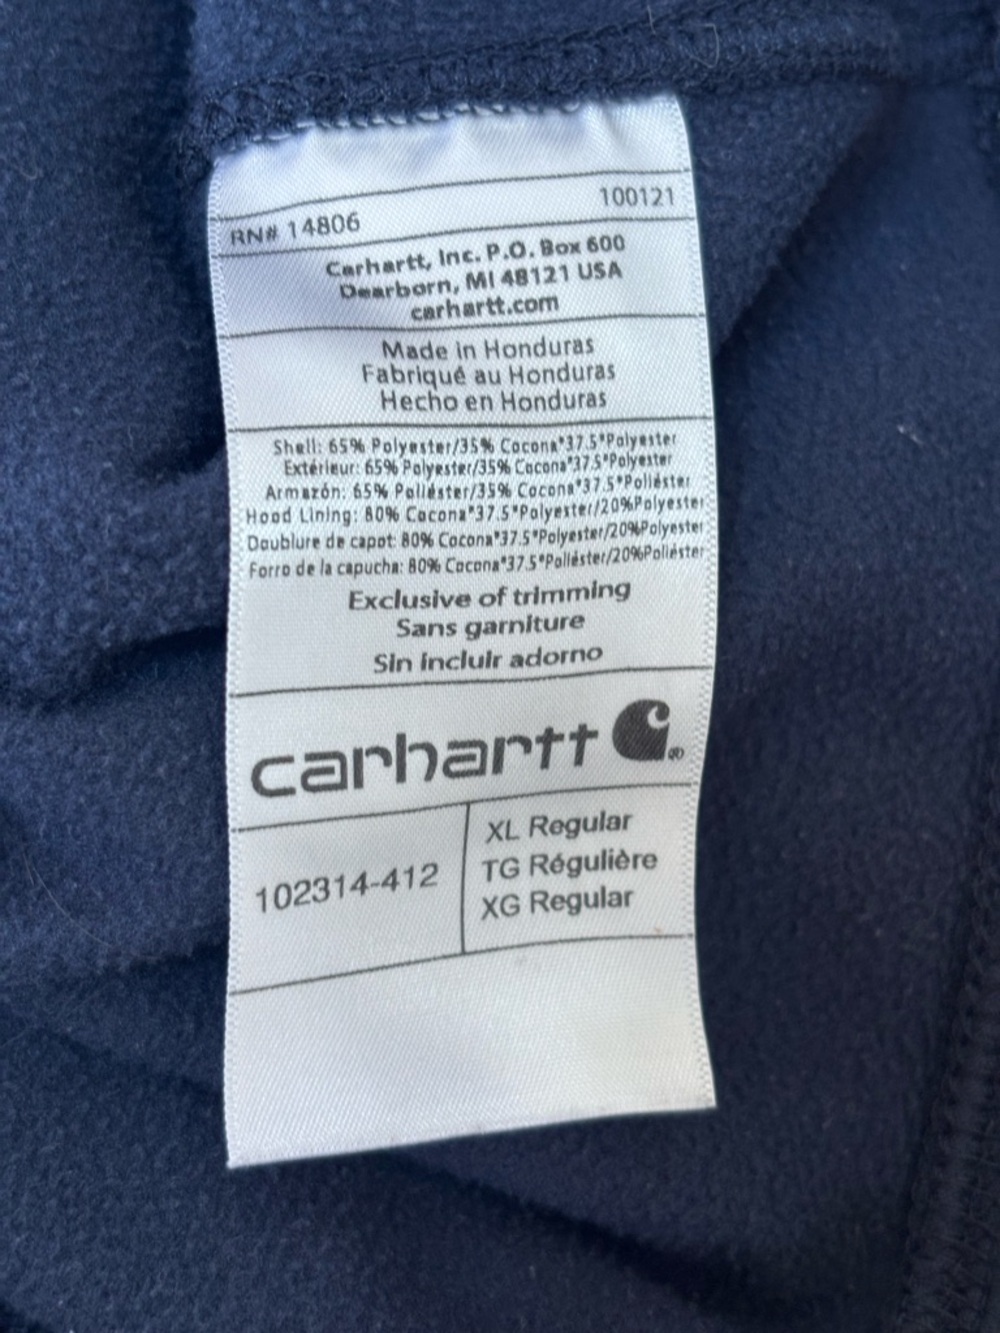 RN# 14806 100121
Carhartt, Inc. P.O. Box 600
Dearborn, MI 48121 USA
carhartt.com
Made in Honduras
Fabriqué au Honduras
Hecho en Honduras
Shell: 65% Polyester/35% Cocona®37.5®Polyester
Extérieur: 65% Polyester/35% Cocona®37.5®Polyester
Armazón: 65% Poliéster/35% Cocona®37.5®Poliéster
Hood Lining: 80% Cocona®37.5®Polyester/20%Polyester
Doublure de capot: 80% Cocona®37.5®Polyester/20%Polyester
Forro de la capucha: 80% Cocona®37.5®Poliéster/20%Poliéster
Exclusive of trimming
Sans garniture
Sin incluir adorno
carhartt ®
102314-412
XL Regular
TG Régulière
XG Regular